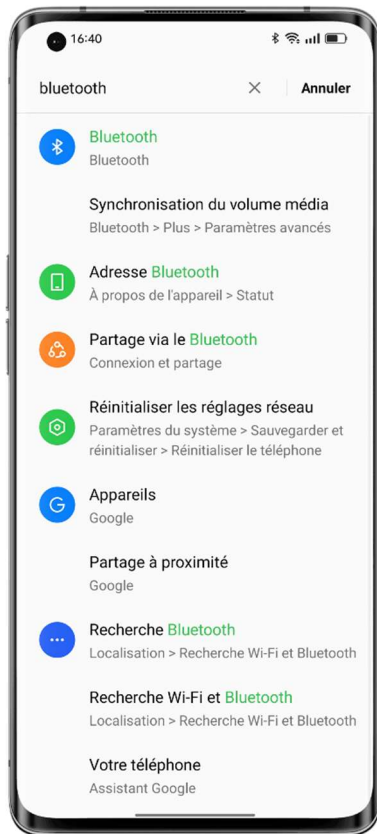 16:40
bluetooth
Annuler
Bluetooth
Bluetooth
Synchronisation du volume média
Bluetooth > Plus > Paramètres avancés
Adresse Bluetooth
À propos de l'appareil > Statut
Partage via le Bluetooth
Connexion et partage
Réinitialiser les réglages réseau
Paramètres du système > Sauvegarder et
réinitialiser > Réinitialiser le téléphone
G
Appareils
Google
Partage à proximité
Google
Recherche Bluetooth
Localisation > Recherche Wi-Fi et Bluetooth
Recherche Wi-Fi et Bluetooth
Localisation > Recherche Wi-Fi et Bluetooth
Votre téléphone
Assistant Google